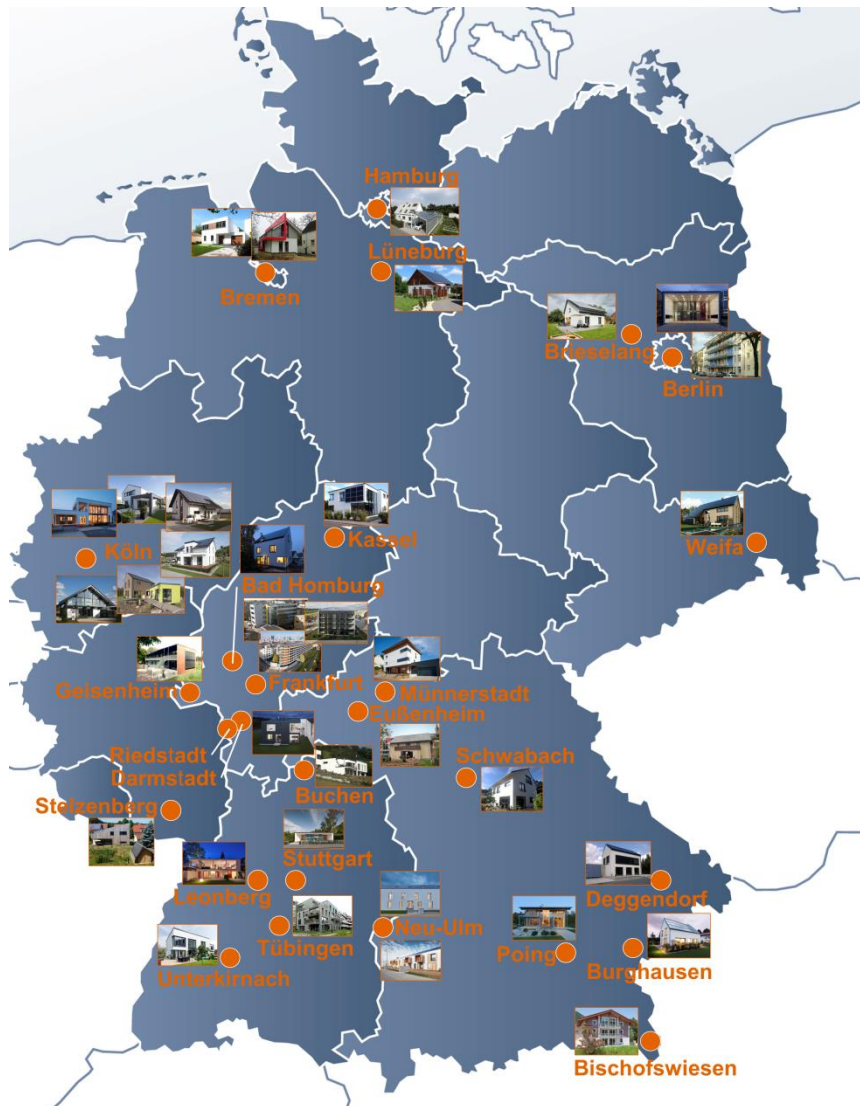 Hamburg
Lüneburg
Bremen
Brieselang
Berlin
Köln
Kassel
Weifa
Bad Homburg
Geisenheim
Frankfurt
Münnerstadt
Eußenheim
Riedstadt
Darmstadt
Schwabach
Buchen
Stelzenberg
Stuttgart
Leonberg
Deggendorf
Tübingen
Neu-Ulm
Poing
Burghausen
Unterkirnach
Bischofswiesen